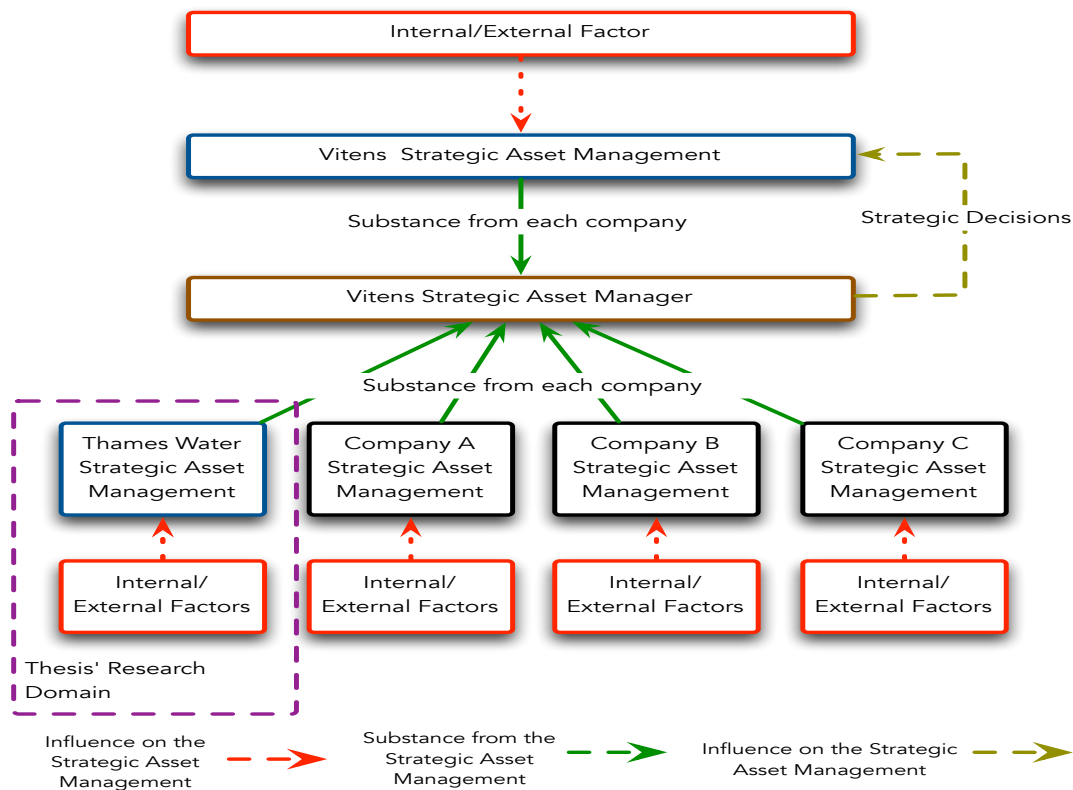 Internal/External Factor
Vitens Strategic Asset Management
Substance from each company
Strategic Decisions
Vitens Strategic Asset Manager
Substance from each company
Thames Water
Strategic Asset
Management
Company A
Strategic Asset
Management
Company B
Strategic Asset
Management
Company C
Strategic Asset
Management
Internal/
External Factors
Internal/
External Factors
Internal/
External Factors
Internal/
External Factors
Thesis' Research
Domain
Influence on the
Strategic Asset
Management
Substance from the
Strategic Asset
Management
Influence on the Strategic
Asset Management